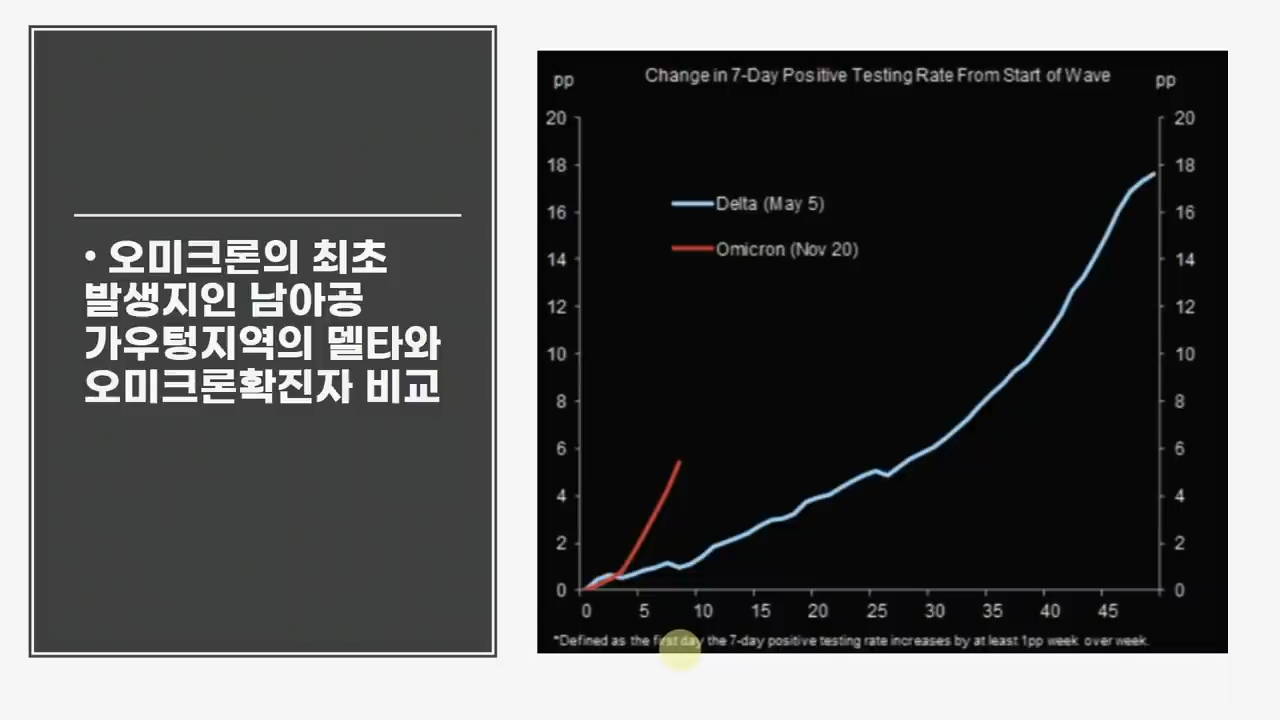 • 오미크론의 최초
발생지인 남아공
가우텅지역의 델타와
오미크론확진자 비교
Change in 7-Day Positive Testing Rate From Start of Wave
pp
pp
20
18
16
14
12
10
8
6
4
2
0
20
18
16
14
12
10
8
6
4
2
0
Delta (May 5)
Omicron (Nov 20)
0 5 10 15 20 25 30 35 40 45
*Defined as the first day the 7-day positive testing rate increases by at least 1pp week over week.